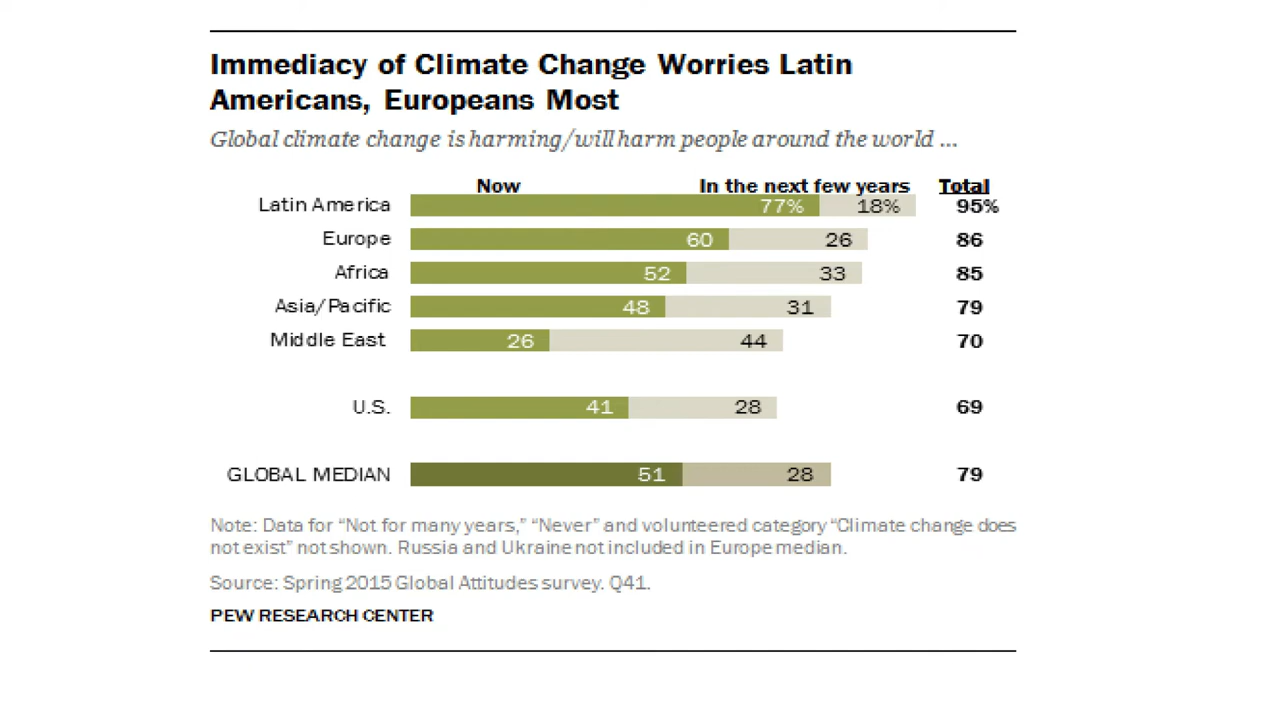 Immediacy of Climate Change Worries Latin
Americans, Europeans Most
Global climate change is harming/will harm people around the world ...
Now In the next few years Total
Latin America 77% 18% 95%
Europe 60 26 86
Africa 52 33 85
Asia/Pacific 48 31 79
Middle East 26 44 70
U.S. 41 28 69
GLOBAL MEDIAN 51 28 79
Note: Data for “Not for many years,” “Never” and volunteered category “Climate change does
not exist” not shown. Russia and Ukraine not included in Europe median.
Source: Spring 2015 Global Attitudes survey. Q41.
PEW RESEARCH CENTER